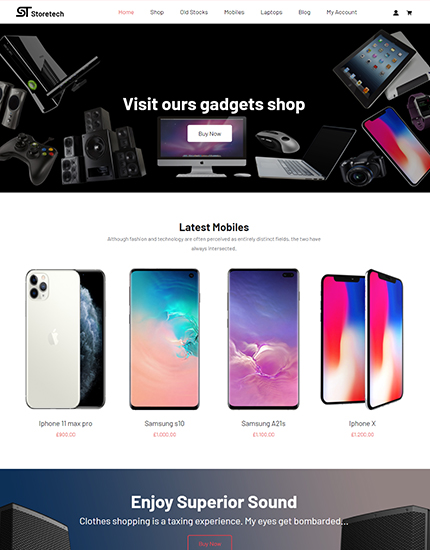 ST Storetech
Home Shop Old Stocks Mobiles Laptops Blog My Account
Visit ours gadgets shop
Buy Now
Latest Mobiles
Although fashion and technology are often perceived as entirely distinct fields, the two have
always intersected.
Iphone 11 max pro Samsung s10 Samsung A21s Iphone X
£900.00 £1,000.00 £1,100.00 £1,200.00
Enjoy Superior Sound
Clothes shopping is a taxing experience. My eyes get bombarded...
Buy Now